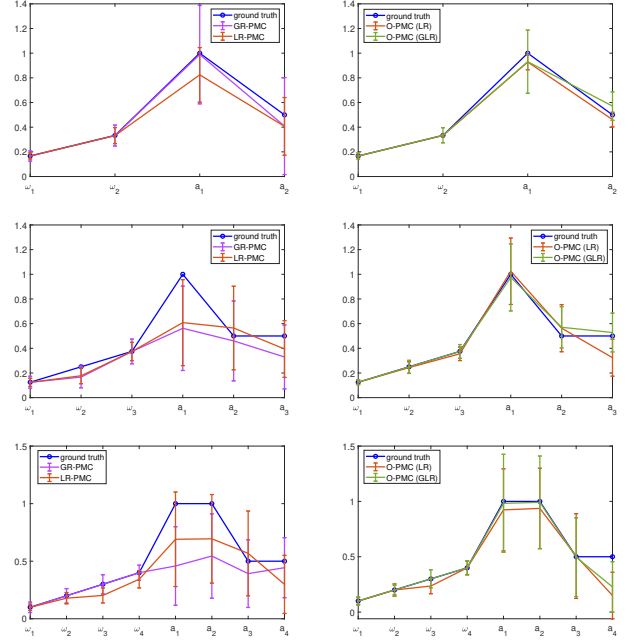 1.4
1.2
1
0.8
0.6
0.4
0.2
0
ground truth
GR-PMC
LR-PMC
ω₁ ω₂ a₁ a₂
1.4
1.2
1
0.8
0.6
0.4
0.2
0
ground truth
O-PMC (LR)
O-PMC (GLR)
ω₁ ω₂ a₁ a₂
1.4
1.2
1
0.8
0.6
0.4
0.2
0
ground truth
GR-PMC
LR-PMC
ω₁ ω₂ ω₃ a₁ a₂ a₃
1.4
1.2
1
0.8
0.6
0.4
0.2
0
ground truth
O-PMC (LR)
O-PMC (GLR)
ω₁ ω₂ ω₃ a₁ a₂ a₃
1.5
1
0.5
0
ground truth
GR-PMC
LR-PMC
ω₁ ω₂ ω₃ ω₄ a₁ a₂ a₃ a₄
1.5
1
0.5
0
ground truth
O-PMC (LR)
O-PMC (GLR)
ω₁ ω₂ ω₃ ω₄ a₁ a₂ a₃ a₄